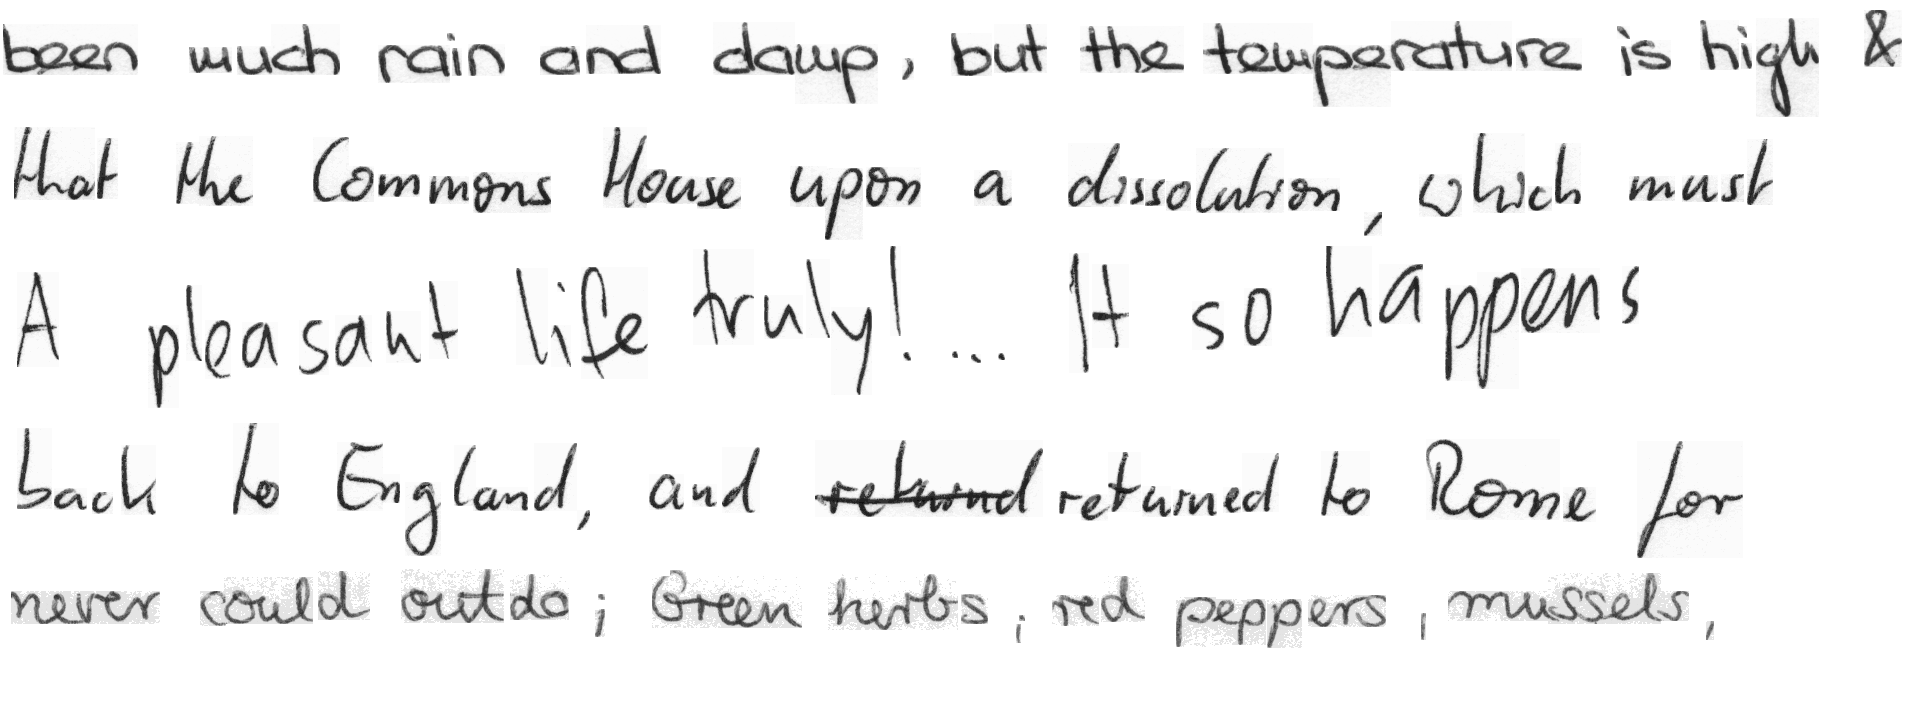 been much rain and damp, but the temperature is high &
that the Commons House upon a dissolution, which must
A pleasant life truly!.... It so happens
back to England, and returnd returned to Rome for
never could outdo; Green herbs, red peppers, mussels,